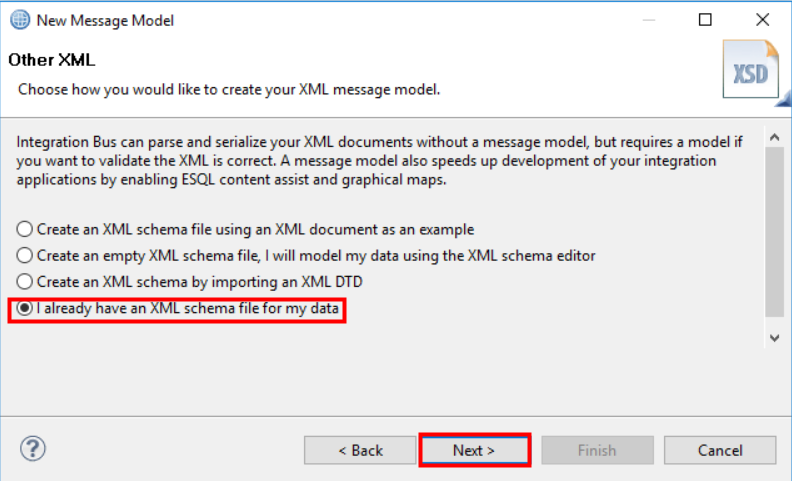 New Message Model
Other XML
XSD
Choose how you would like to create your XML message model.
Integration Bus can parse and serialize your XML documents without a message model, but requires a model if
you want to validate the XML is correct. A message model also speeds up development of your integration
applications by enabling ESQL content assist and graphical maps.
Create an XML schema file using an XML document as an example
Create an empty XML schema file, I will model my data using the XML schema editor
Create an XML schema by importing an XML DTD
I already have an XML schema file for my data
? < Back Next > Finish Cancel